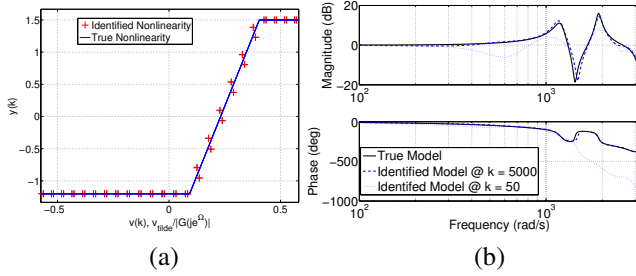 Identified Nonlinearity
True Nonlinearity
1.5
1
0.5
0
−0.5
−1
y(k)
−0.5
0
0.5
v(k), v_tilde/|G(je^Ω)|
(a)
20
0
−20
Magnitude (dB)
10^2
10^3
0
−500
−1000
Phase (deg)
True Model
Identified Model @ k = 5000
Identifed Model @ k = 50
10^2
10^3
Frequency (rad/s)
(b)